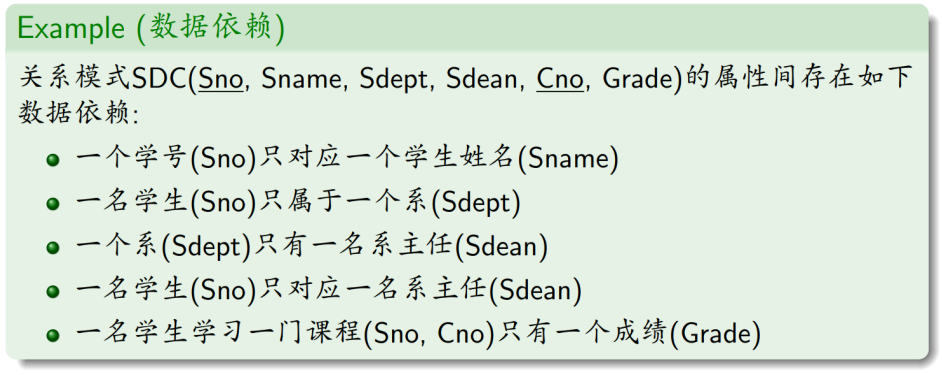 Example (数据依赖)
关系模式SDC(Sno, Sname, Sdept, Sdean, Cno, Grade)的属性间存在如下
数据依赖:
一个学号(Sno)只对应一个学生姓名(Sname)
一名学生(Sno)只属于一个系(Sdept)
一个系(Sdept)只有一名系主任(Sdean)
一名学生(Sno)只对应一名系主任(Sdean)
一名学生学习一门课程(Sno, Cno)只有一个成绩(Grade)